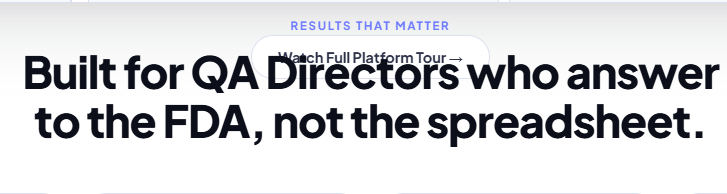 RESULTS THAT MATTER
Watch Full Platform Tour →
Built for QA Directors who answer
to the FDA, not the spreadsheet.